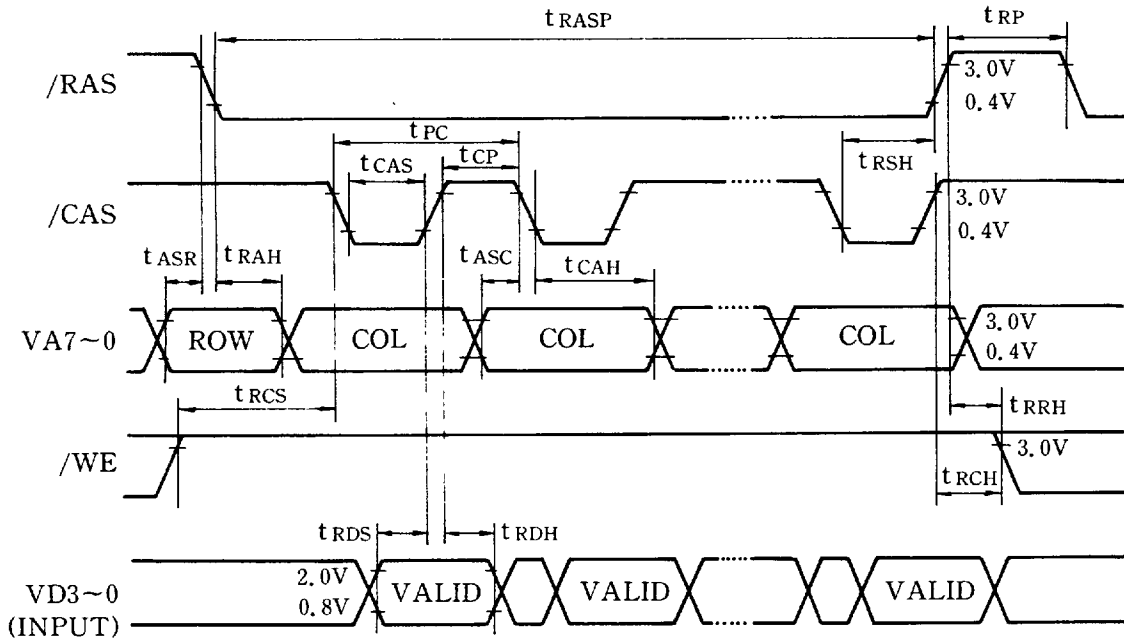 tRASP
tRP
/RAS
3.0V
0.4V
tPC
tCAS
tCP
tRSH
/CAS
3.0V
0.4V
tASR
tRAH
tASC
tCAH
VA7~0
ROW
COL
COL
COL
3.0V
0.4V
tRCS
tRRH
/WE
3.0V
tRCH
tRDS
tRDH
VD3~0
(INPUT)
2.0V
0.8V
VALID
VALID
VALID